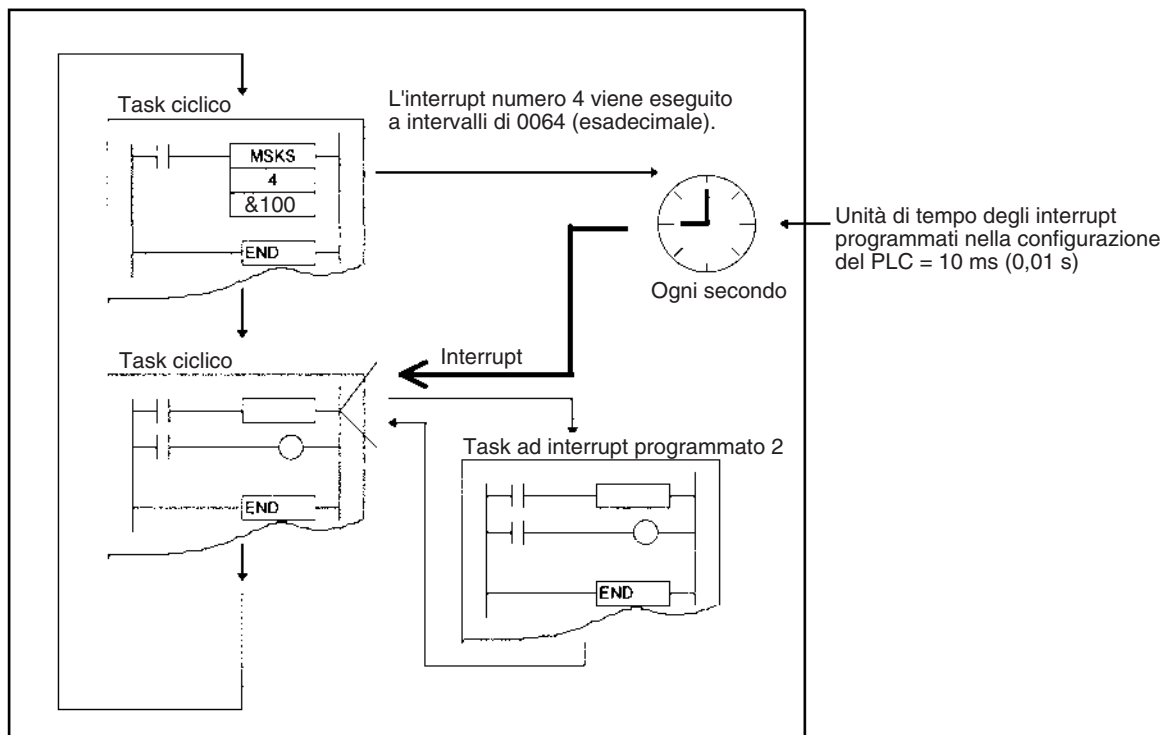 Task ciclico
L'interrupt numero 4 viene eseguito
a intervalli di 0064 (esadecimale).
MSKS
4
&100
END
Unità di tempo degli interrupt
programmati nella configurazione
del PLC = 10 ms (0,01 s)
Ogni secondo
Task ciclico
Interrupt
END
Task ad interrupt programmato 2
END